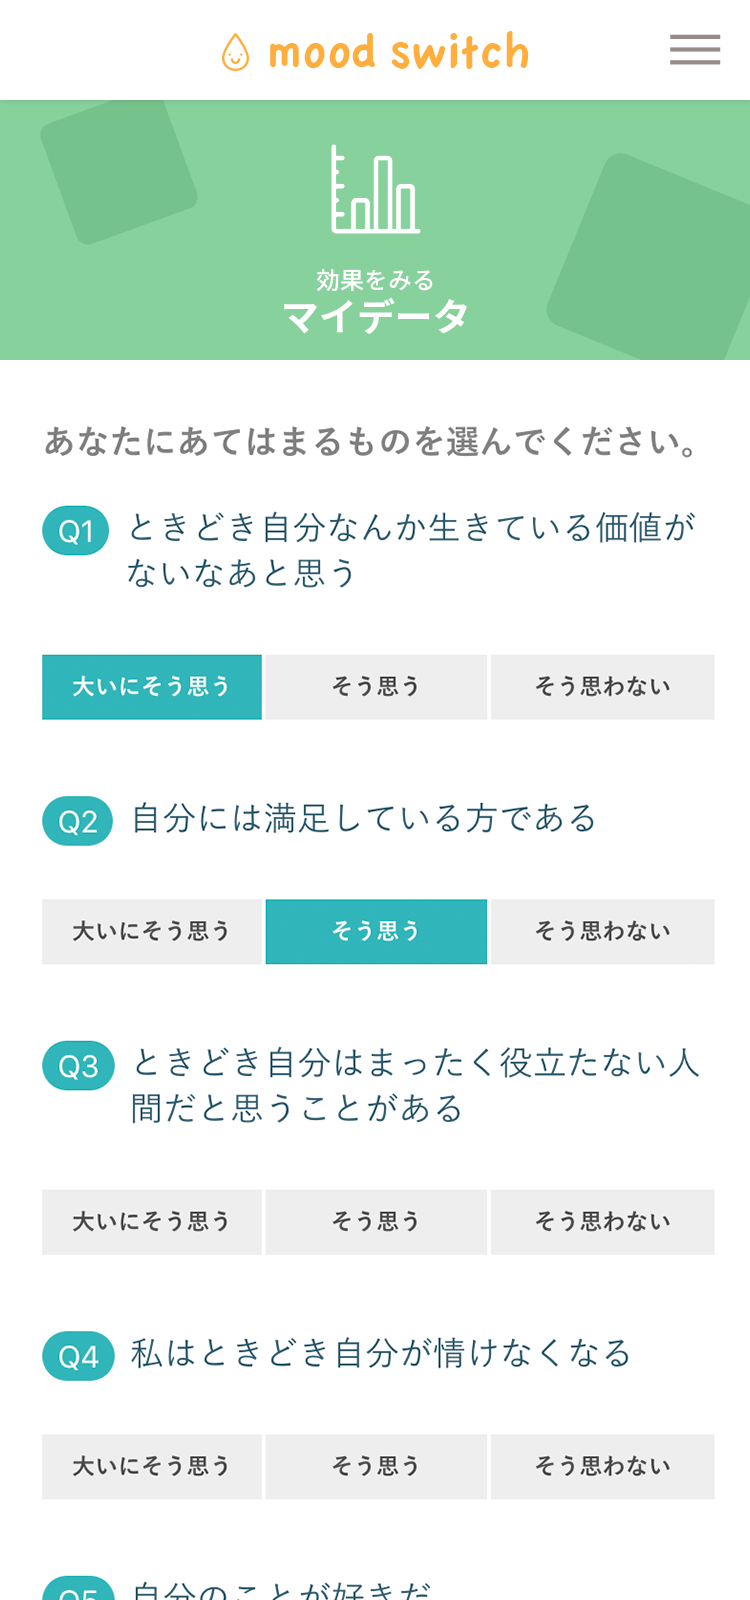 mood switch
効果をみる
マイデータ
あなたにあてはまるものを選んでください。
Q1 ときどき自分なんか生きている価値が
ないなあと思う
大いにそう思う そう思う そう思わない
Q2 自分には満足している方である
大いにそう思う そう思う そう思わない
Q3 ときどき自分はまったく役立たない人
間だと思うことがある
大いにそう思う そう思う そう思わない
Q4 私はときどき自分が情けなくなる
大いにそう思う そう思う そう思わない
Q5 自分のことが好きだ